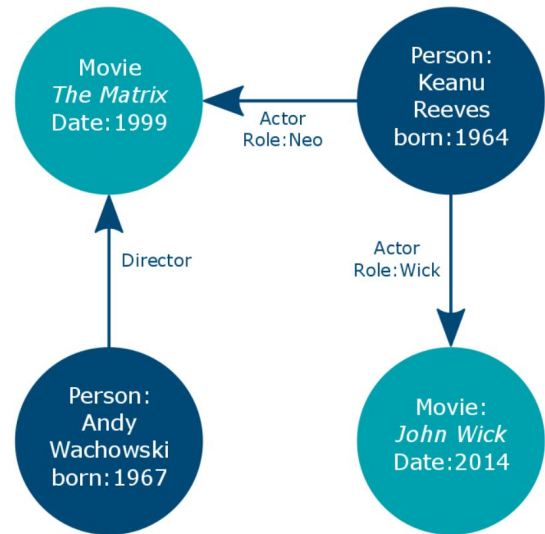 Movie
The Matrix
Date:1999
Person:
Keanu
Reeves
born:1964
Actor
Role:Neo
Director
Actor
Role:Wick
Person:
Andy
Wachowski
born:1967
Movie:
John Wick
Date:2014